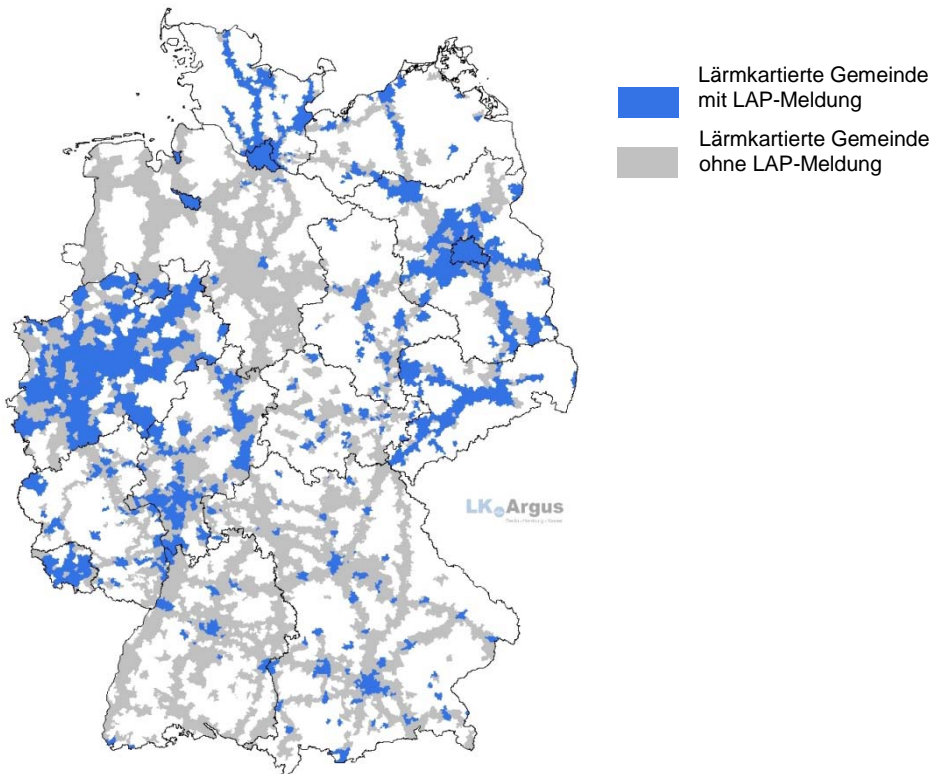 Lärmkartierte Gemeinde
mit LAP-Meldung
Lärmkartierte Gemeinde
ohne LAP-Meldung
LK Argus